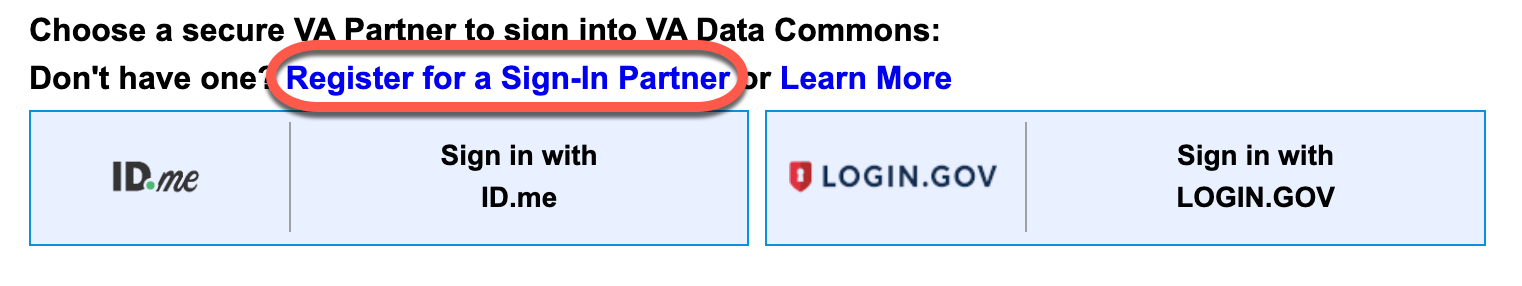 Choose a secure VA Partner to sign into VA Data Commons:
Don't have one? Register for a Sign-In Partner or Learn More
ID.me
Sign in with
ID.me
LOGIN.GOV
Sign in with
LOGIN.GOV